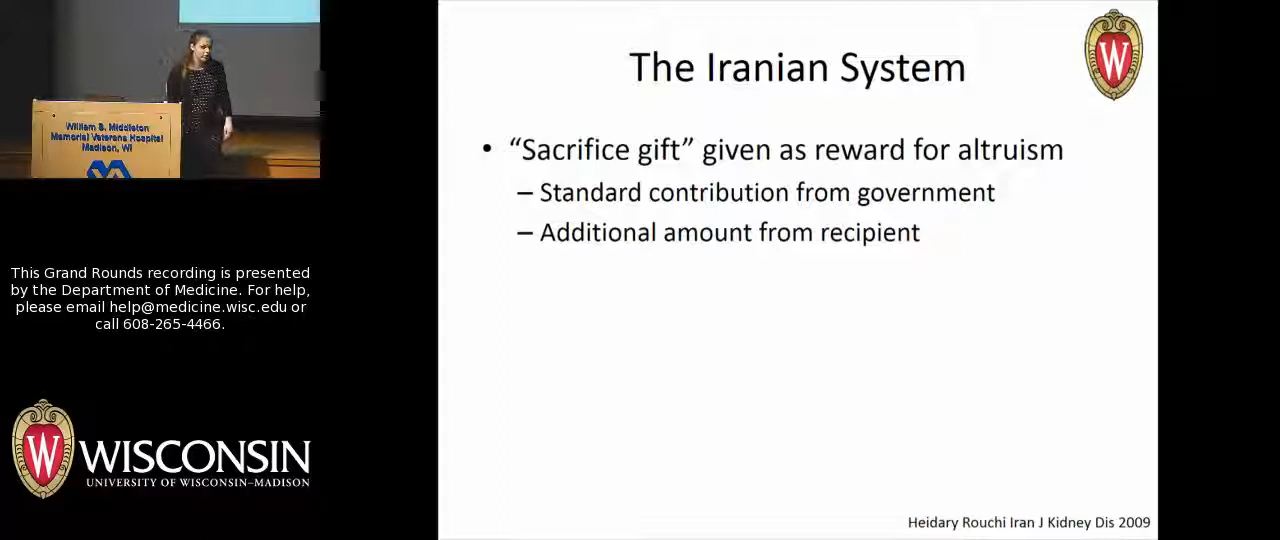 William S. Middleton
Memorial Veterans Hospital
Madison, WI
This Grand Rounds recording is presented
by the Department of Medicine. For help,
please email help@medicine.wisc.edu or
call 608-265-4466.
W WISCONSIN
UNIVERSITY OF WISCONSIN–MADISON
The Iranian System
W
• “Sacrifice gift” given as reward for altruism
– Standard contribution from government
– Additional amount from recipient
Heidary Rouchi Iran J Kidney Dis 2009